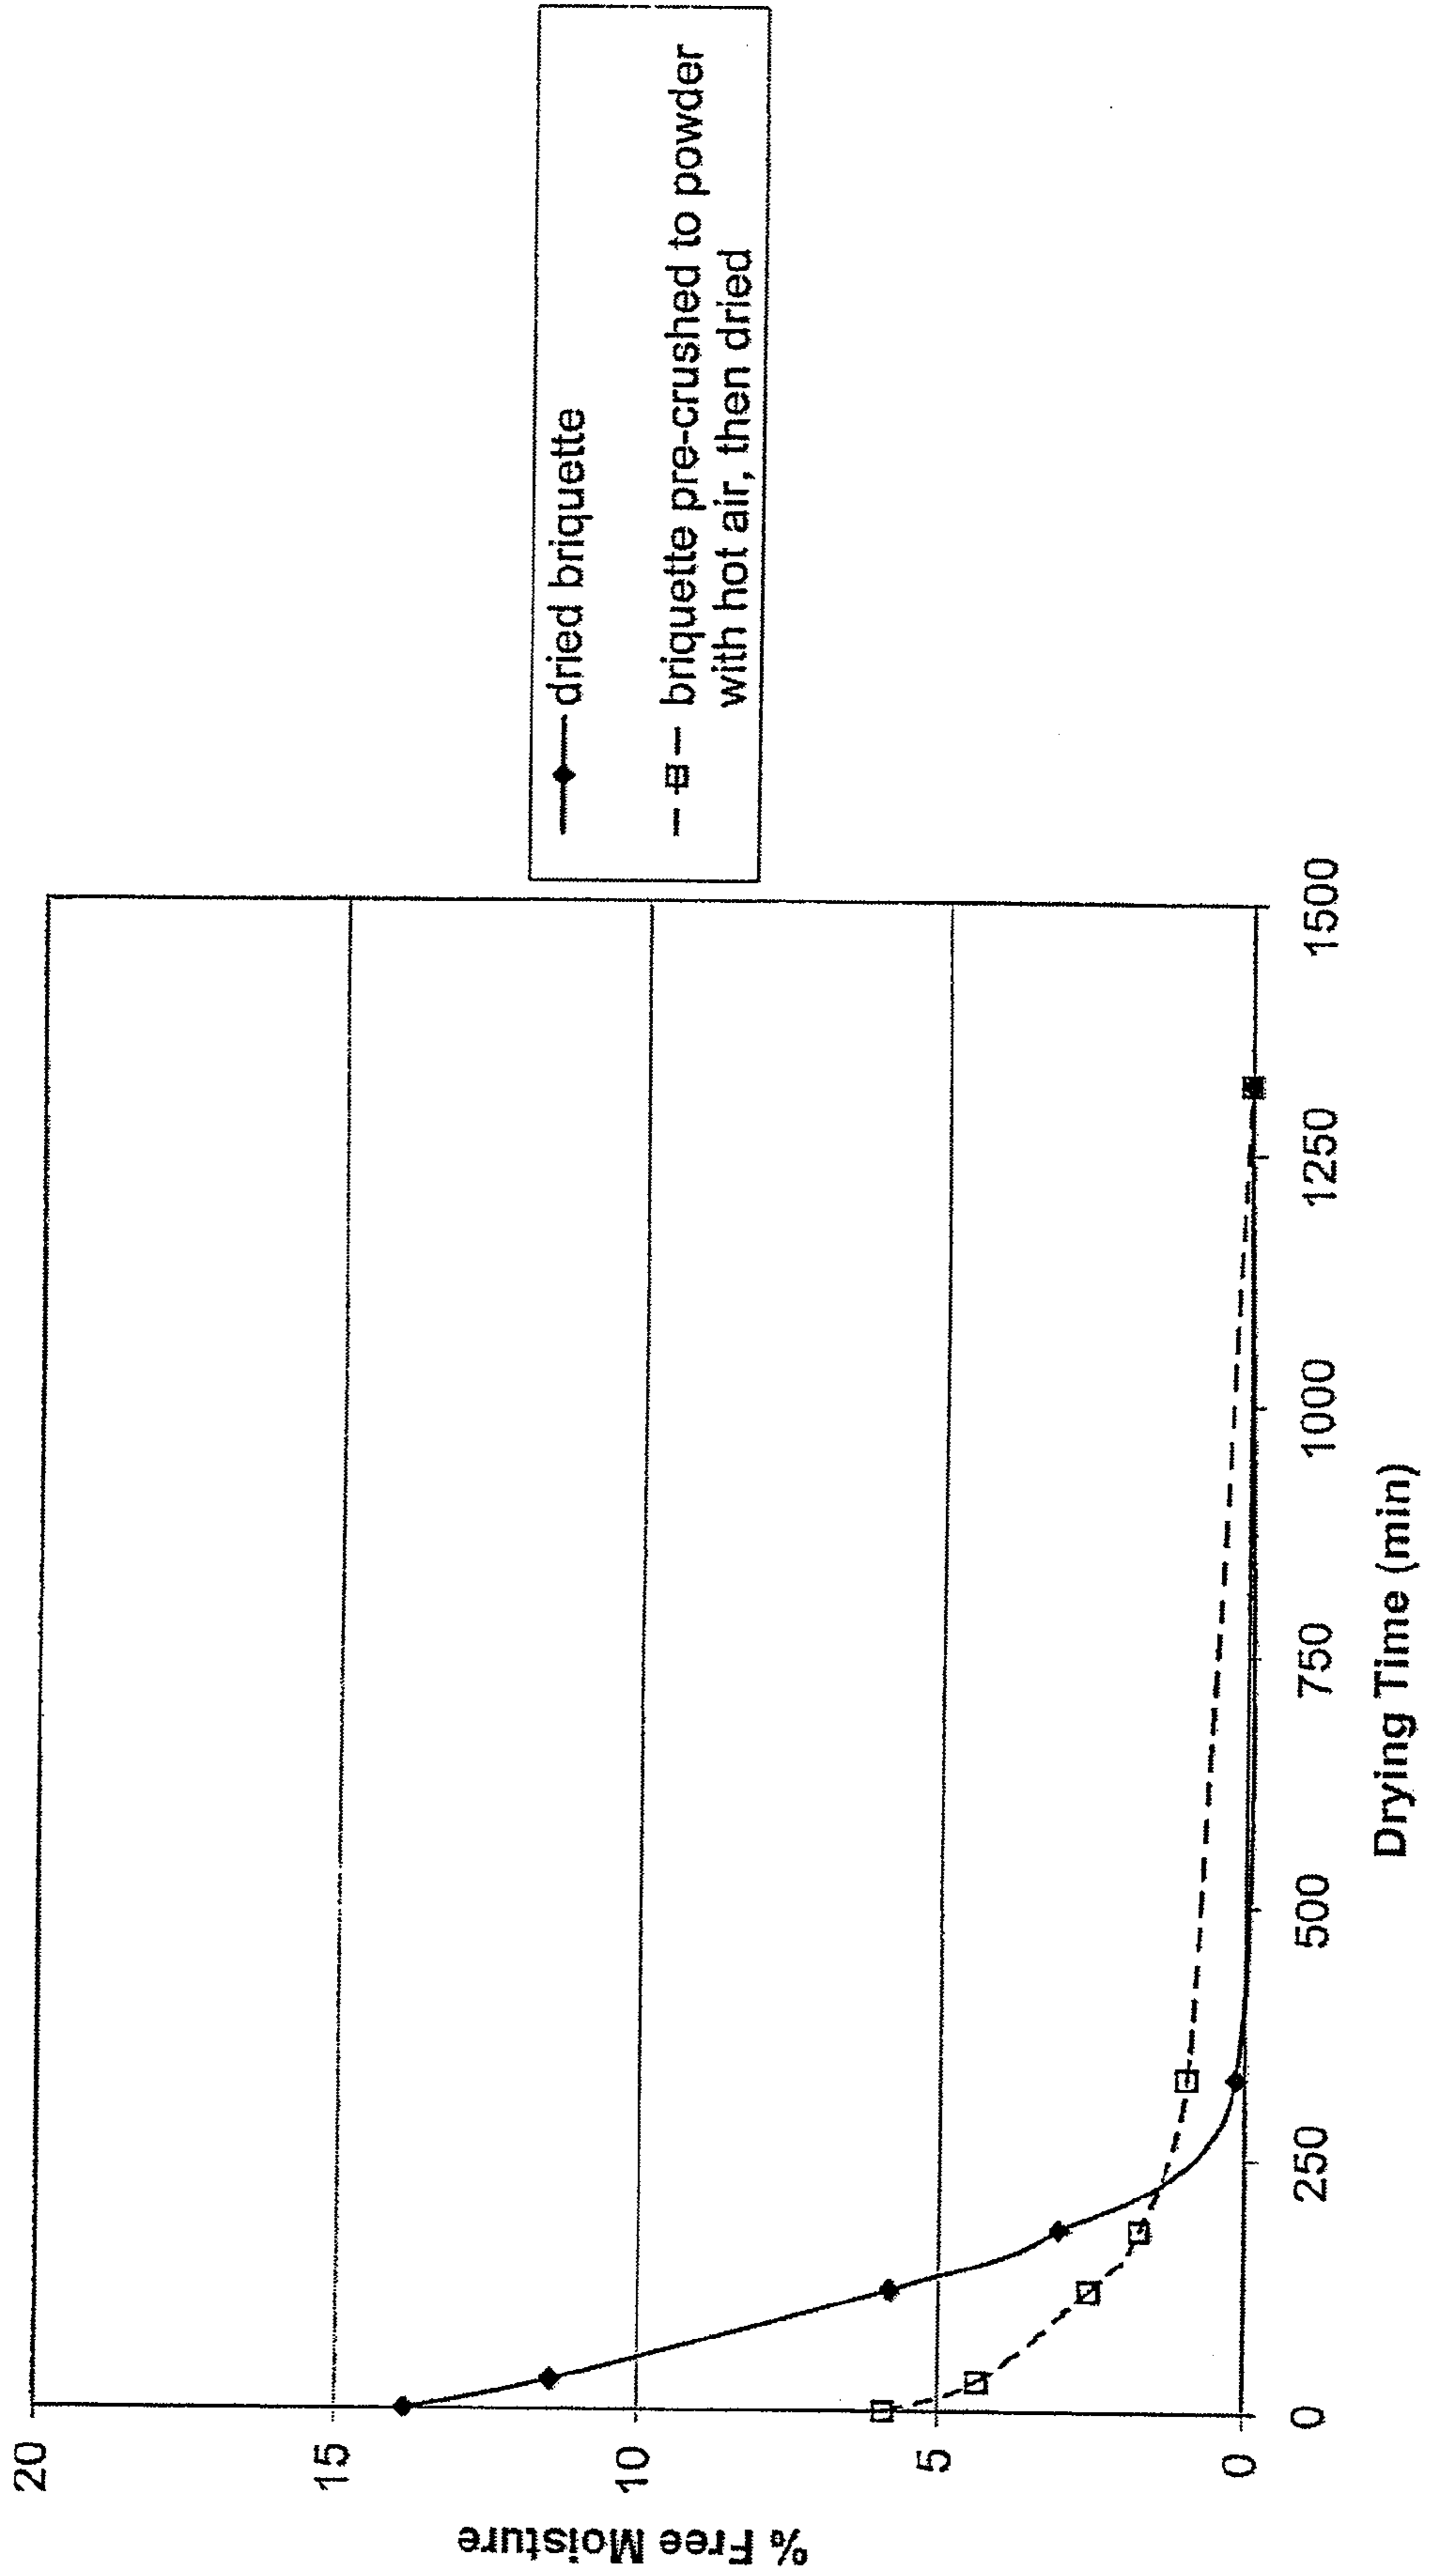 % Free Moisture
20
15
10
5
0
0
250
500
750
1000
1250
1500
Drying Time (min)
dried briquette
briquette pre-crushed to powder
with hot air, then dried